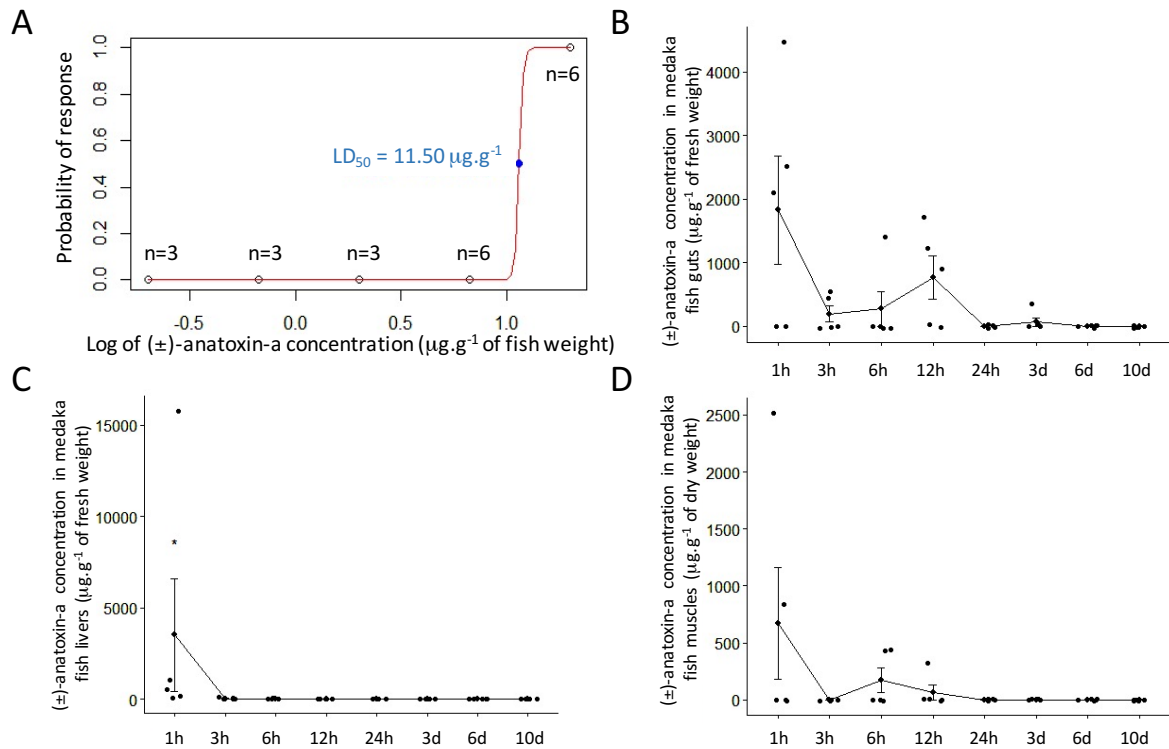 A
Probability of response
1.0
0.8
0.6
0.4
0.2
0.0
n=6
LD50 = 11.50 µg.g-1
n=3
n=3
n=3
n=6
-0.5
0.0
0.5
1.0
Log of (±)-anatoxin-a concentration (µg.g-1 of fish weight)
B
(±)-anatoxin-a concentration in medaka
fish guts (µg.g-1 of fresh weight)
4000
3000
2000
1000
0
1h
3h
6h
12h
24h
3d
6d
10d
C
(±)-anatoxin-a concentration in medaka
fish livers (µg.g-1 of fresh weight)
15000
10000
5000
0
*
1h
3h
6h
12h
24h
3d
6d
10d
D
(±)-anatoxin-a concentration in medaka
fish muscles (µg.g-1 of dry weight)
2500
2000
1500
1000
500
0
1h
3h
6h
12h
24h
3d
6d
10d